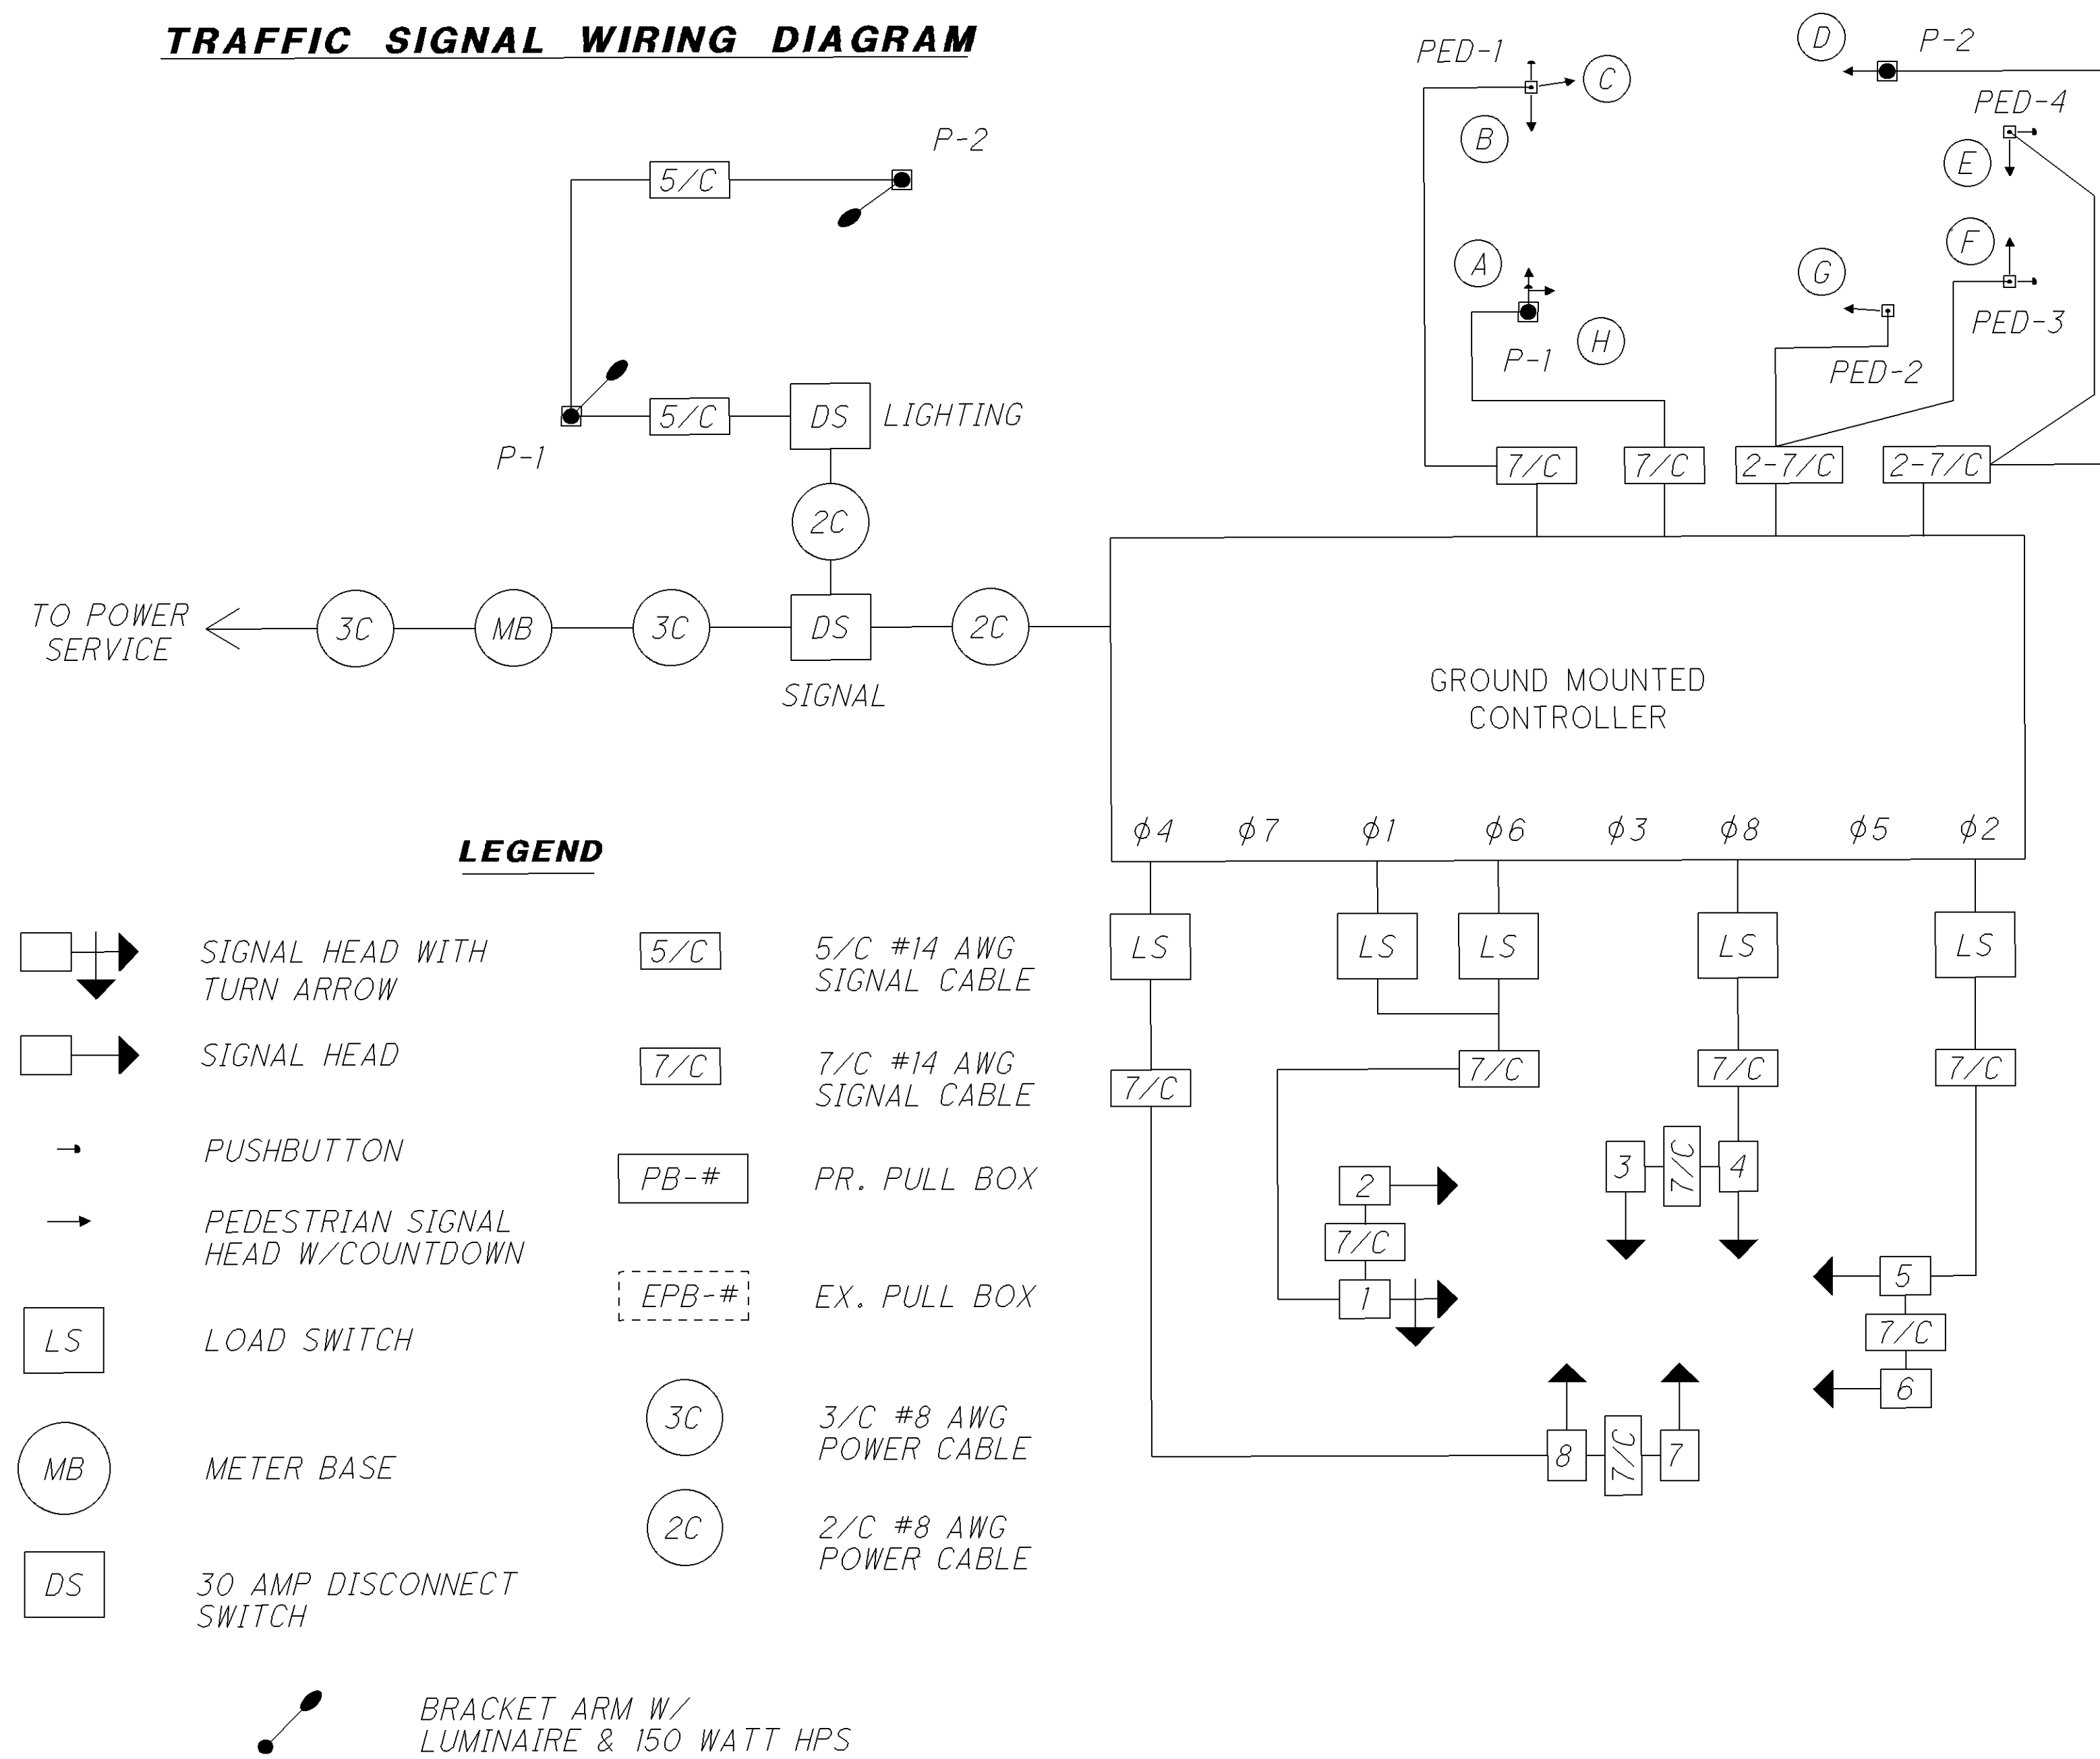 TRAFFIC SIGNAL WIRING DIAGRAM
P-2
5/C
5/C
P-1
DS
LIGHTING
2C
TO POWER
SERVICE
3C
MB
3C
DS
2C
SIGNAL
PED-1
C
B
D
P-2
PED-4
E
A
H
P-1
F
G
PED-3
PED-2
7/C
7/C
2-7/C
2-7/C
GROUND MOUNTED
CONTROLLER
ϕ4 ϕ7 ϕ1 ϕ6 ϕ3 ϕ8 ϕ5 ϕ2
LS LS LS LS LS
7/C 7/C 7/C 7/C
2
7/C
1
3 7/C 4
5
7/C
6
8 7/C 7
LEGEND
SIGNAL HEAD WITH
TURN ARROW
SIGNAL HEAD
PUSHBUTTON
PEDESTRIAN SIGNAL
HEAD W/COUNTDOWN
LS
LOAD SWITCH
MB
METER BASE
DS
30 AMP DISCONNECT
SWITCH
5/C
5/C #14 AWG
SIGNAL CABLE
7/C
7/C #14 AWG
SIGNAL CABLE
PB-#
PR. PULL BOX
EPB-#
EX. PULL BOX
3C
3/C #8 AWG
POWER CABLE
2C
2/C #8 AWG
POWER CABLE
BRACKET ARM W/
LUMINAIRE & 150 WATT HPS